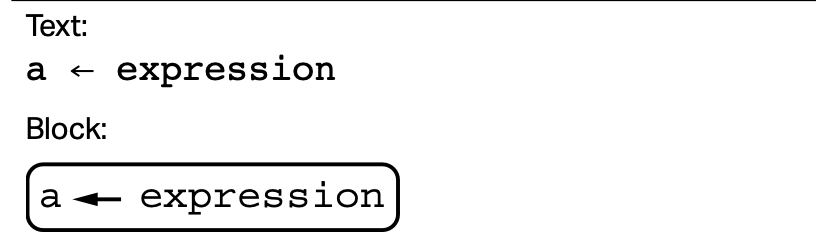 Text:
a ← expression
Block:
a ← expression